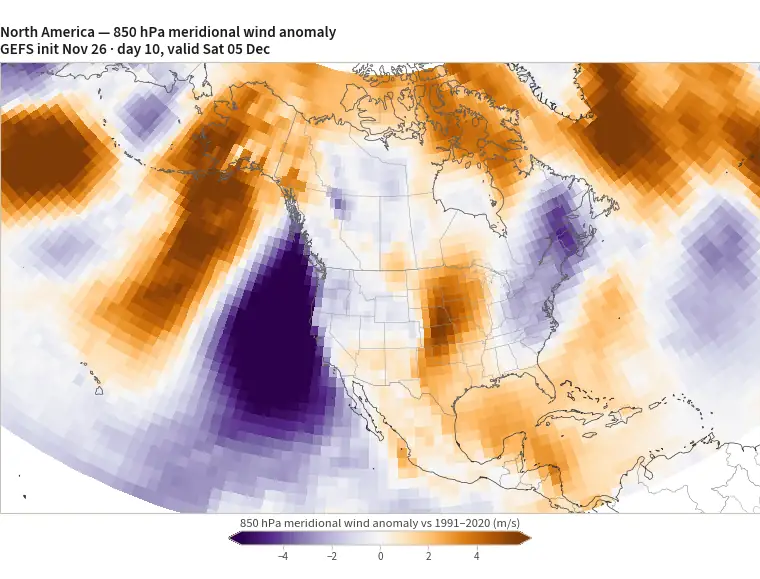 North America — 850 hPa meridional wind anomaly
GEFS init Nov 26 · day 10, valid Sat 05 Dec
850 hPa meridional wind anomaly vs 1991–2020 (m/s)
−4 −2 0 2 4